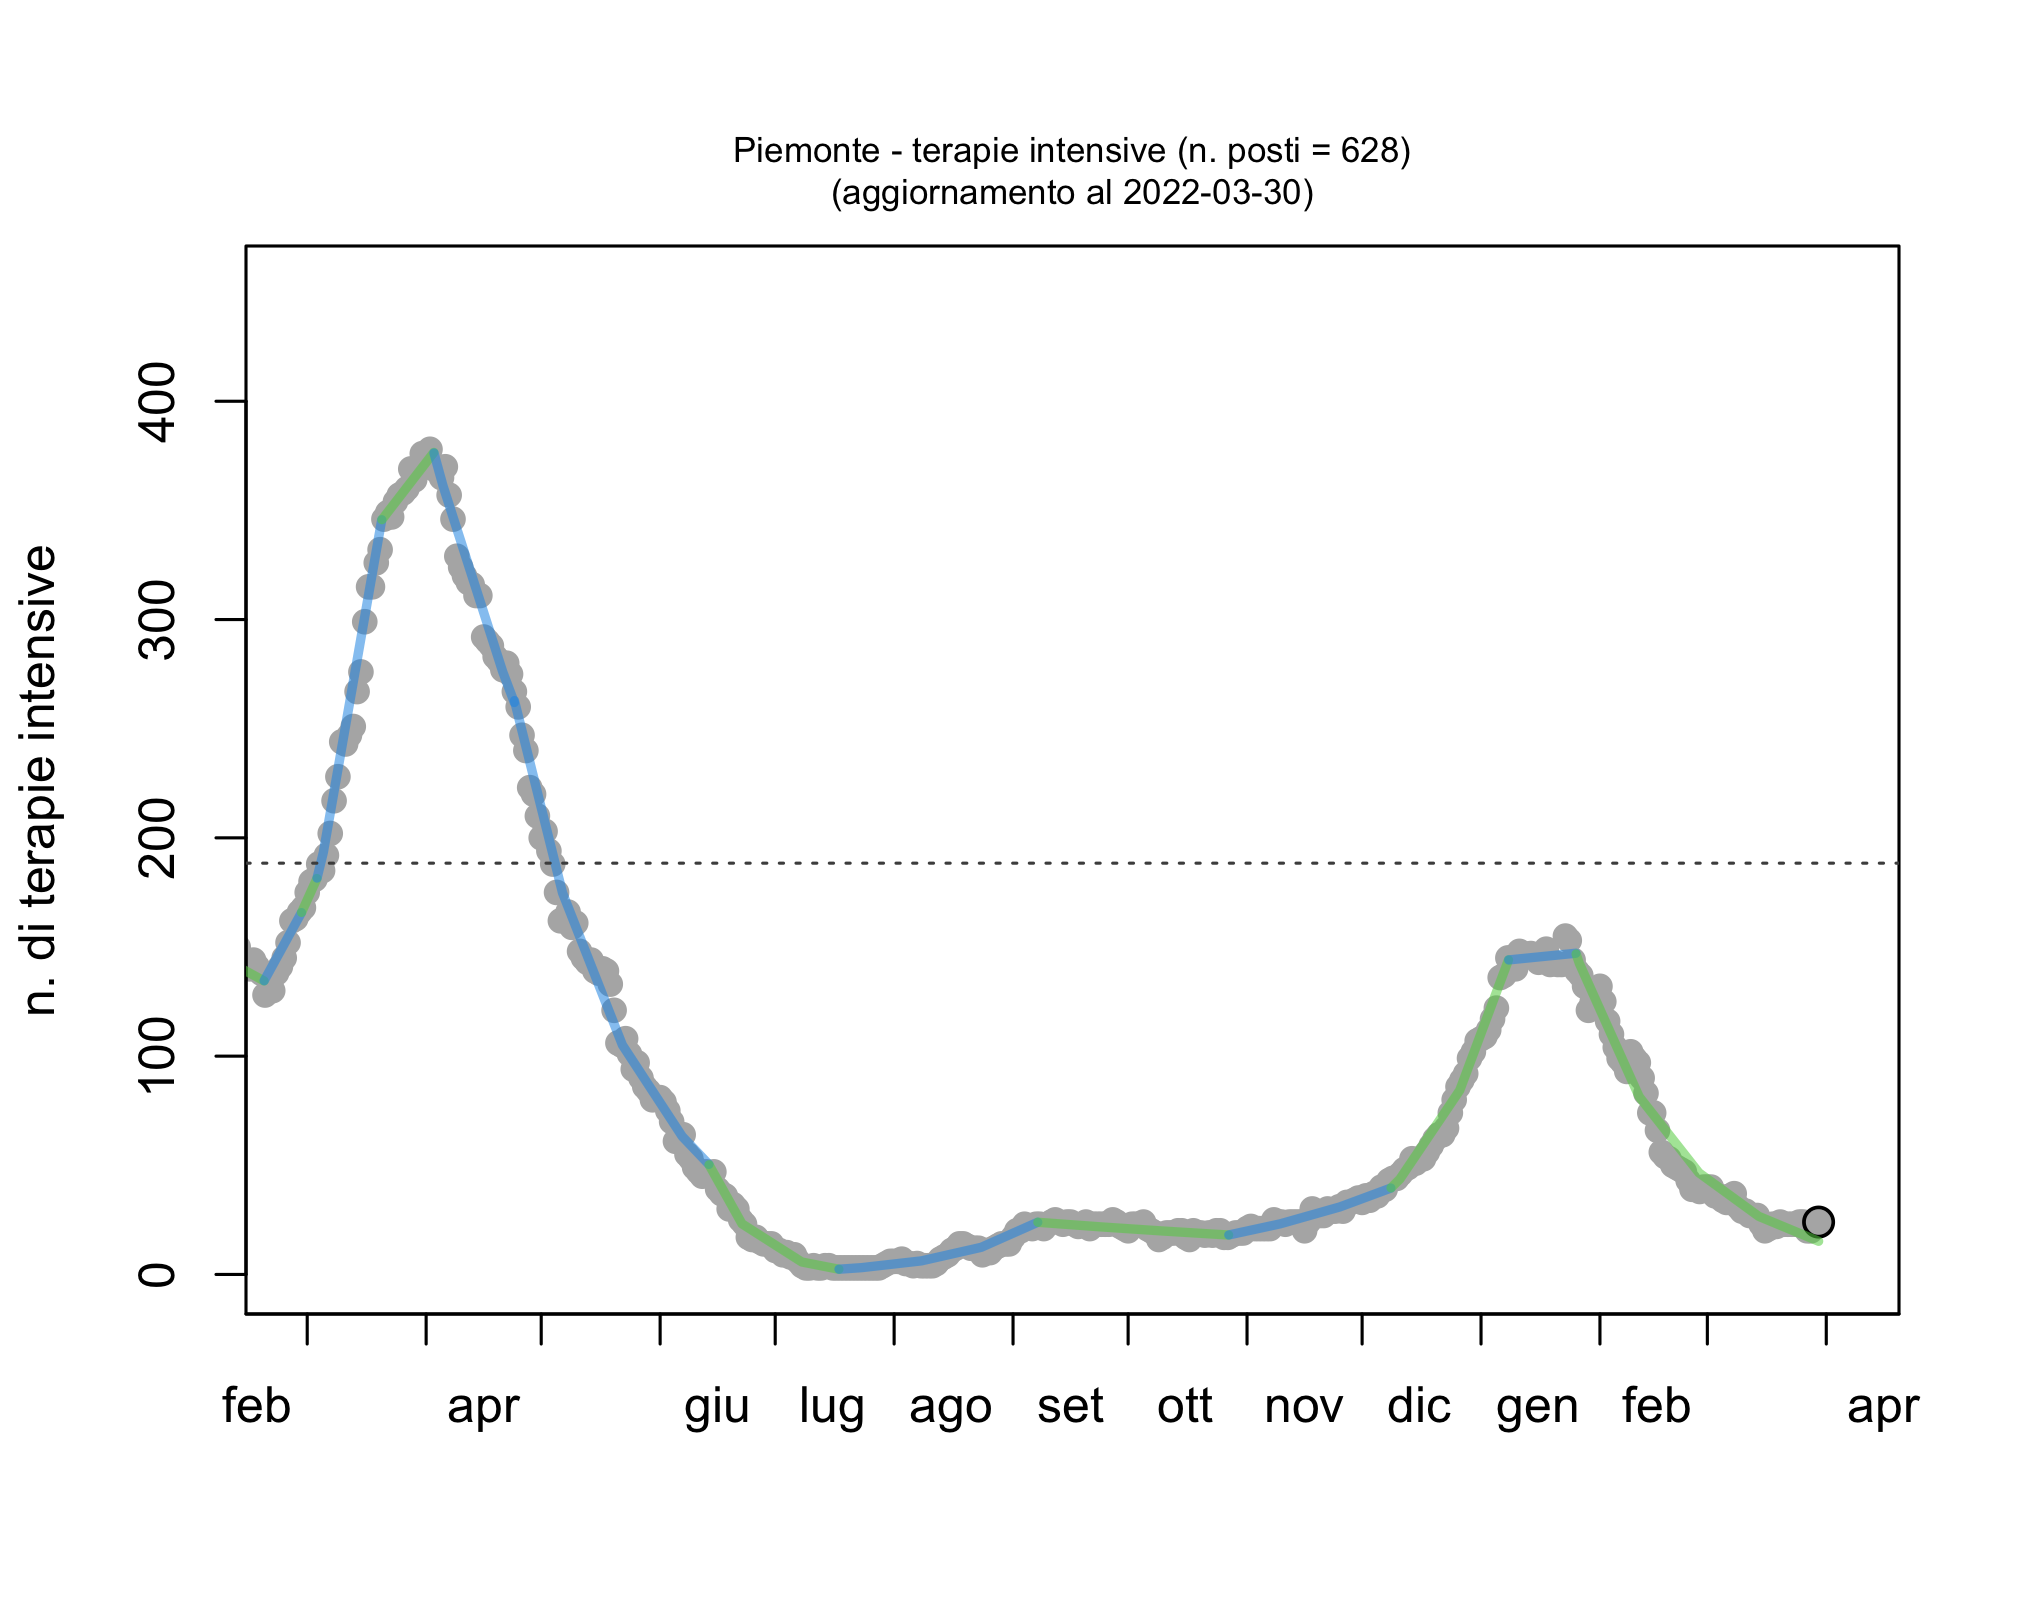 Piemonte - terapie intensive (n. posti = 628)
(aggiornamento al 2022-03-30)
n. di terapie intensive
400
300
200
100
0
feb apr giu lug ago set ott nov dic gen feb apr